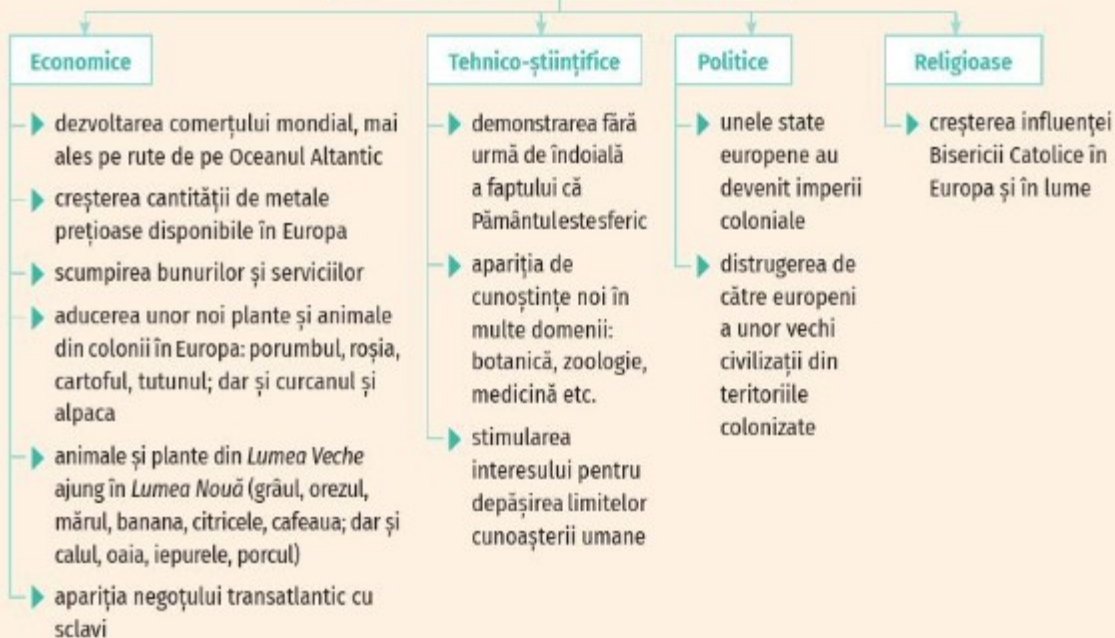 Economice
dezvoltarea comerțului mondial, mai
ales pe rute de pe Oceanul Altantic
creșterea cantității de metale
prețioase disponibile în Europa
scumpirea bunurilor și serviciilor
aducerea unor noi plante și animale
din colonii în Europa: porumbul, roșia,
cartoful, tutunul; dar și curcanul și
alpaca
animale și plante din Lumea Veche
ajung în Lumea Nouă (grâul, orezul,
mărul, banana, citricele, cafeaua; dar și
calul, oaia, iepurele, porcul)
apariția negoțului transatlantic cu
sclavi
Tehnico-științifice
demonstrarea fără
urmă de îndoială
a faptului că
Pământulestesferic
apariția de
cunoștințe noi în
multe domenii:
botanică, zoologie,
medicină etc.
stimularea
interesului pentru
depășirea limitelor
cunoașterii umane
Politice
unele state
europene au
devenit imperii
coloniale
distrugerea de
către europeni
a unor vechi
civilizații din
teritoriile
colonizate
Religioase
creșterea influenței
Bisericii Catolice în
Europa și în lume